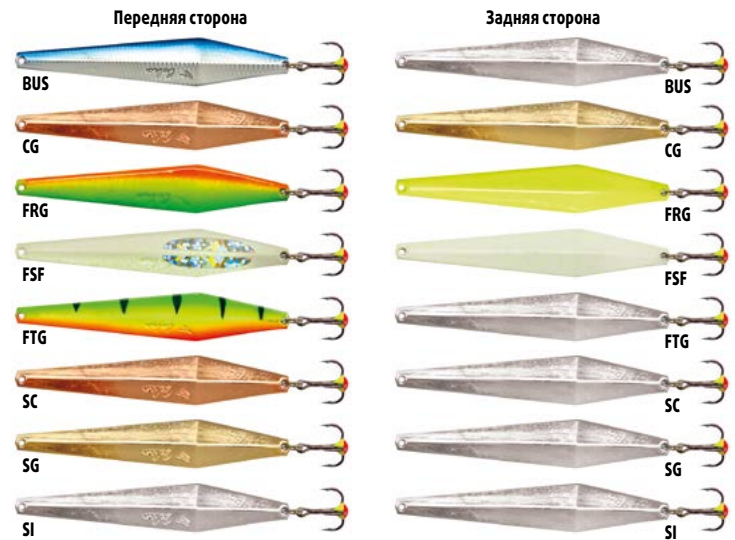 Передняя сторона Задняя сторона
BUS BUS
CG CG
FRG FRG
FSF FSF
FTG FTG
SC SC
SG SG
SI SI